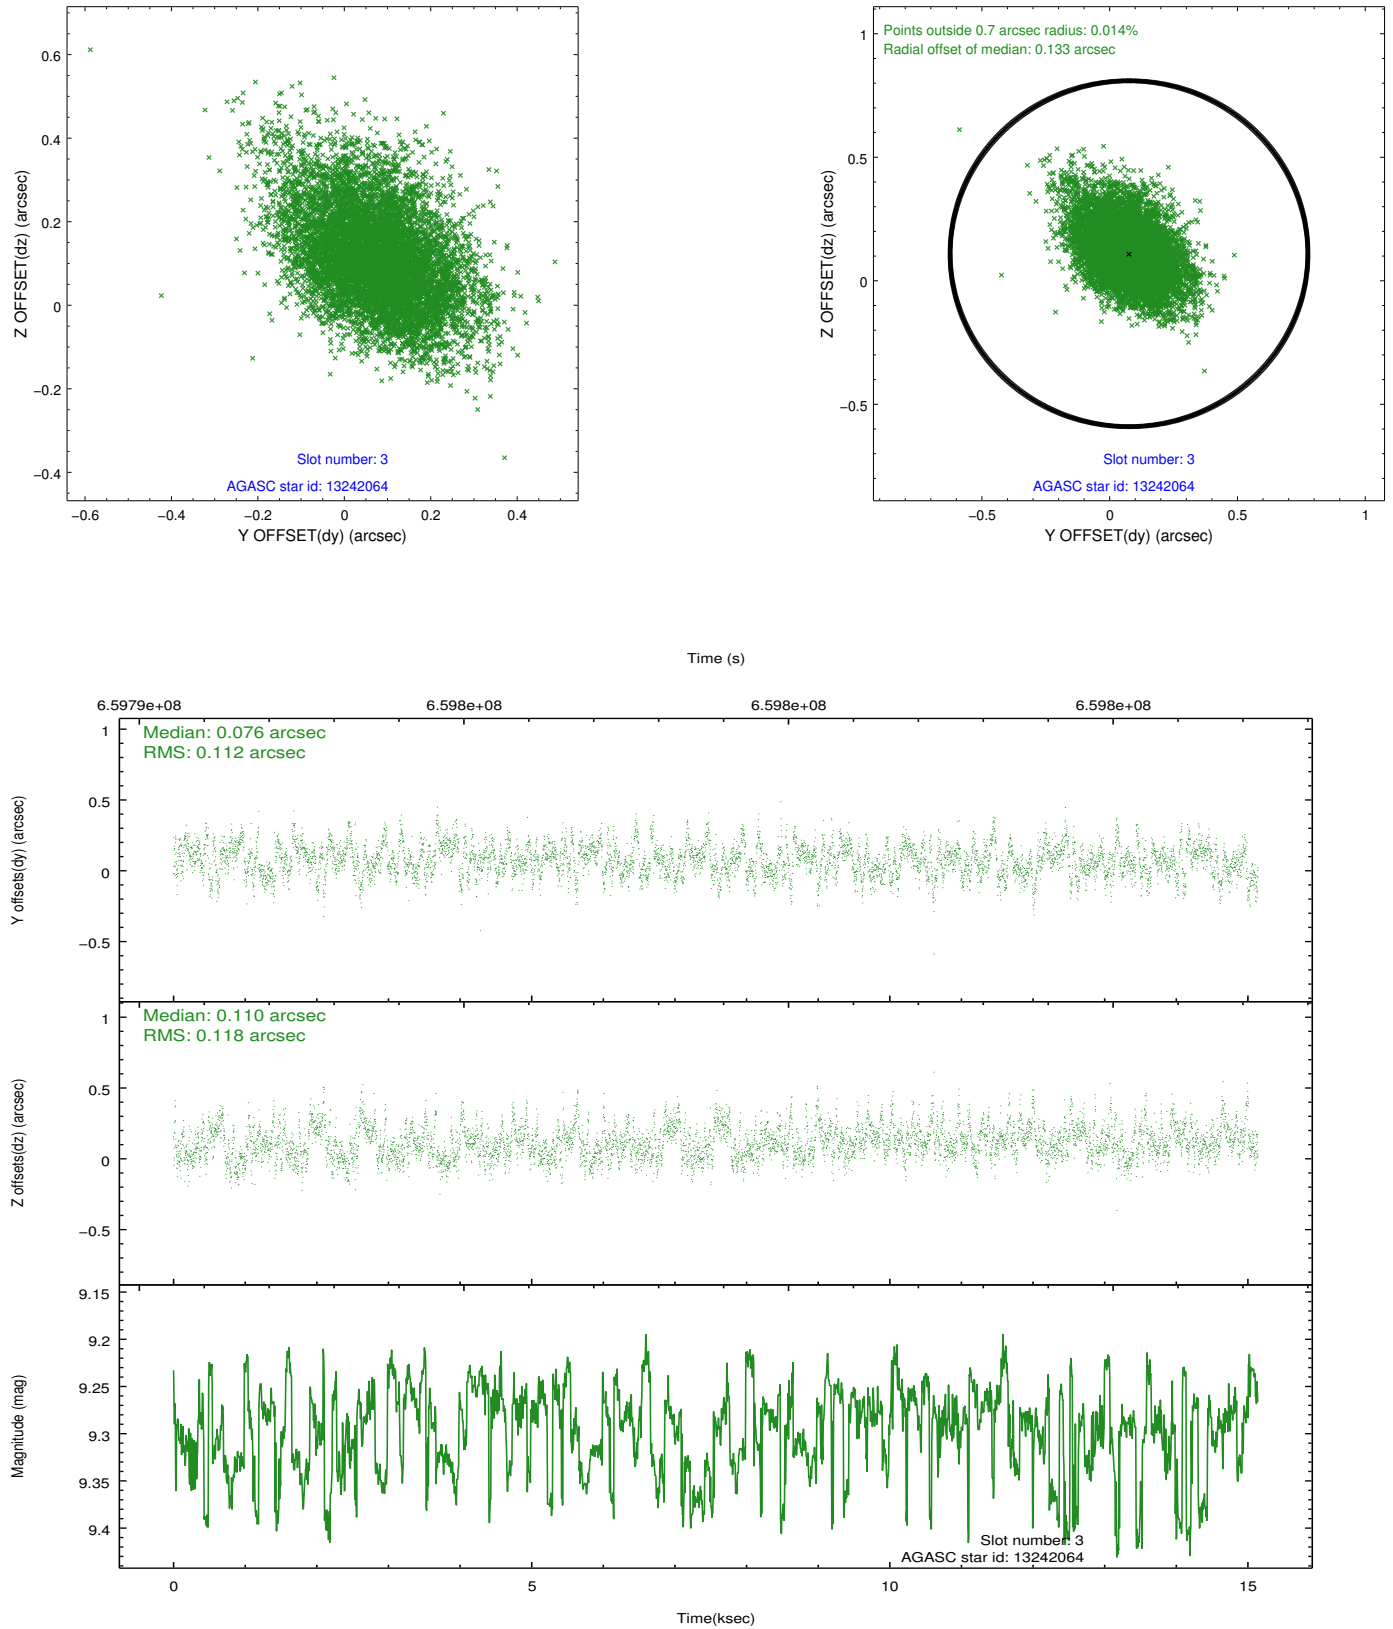 0.6
0.4
0.2
0
−0.2
−0.4
Z OFFSET(dz) (arcsec)
−0.6 −0.4 −0.2 0 0.2 0.4
Y OFFSET(dy) (arcsec)
Slot number: 3
AGASC star id: 13242064
Points outside 0.7 arcsec radius: 0.014%
Radial offset of median: 0.133 arcsec
1
0.5
0
−0.5
Z OFFSET(dz) (arcsec)
−0.5 0 0.5 1
Y OFFSET(dy) (arcsec)
Slot number: 3
AGASC star id: 13242064
Time (s)
6.5979e+08 6.598e+08 6.598e+08 6.598e+08
Median: 0.076 arcsec
RMS: 0.112 arcsec
1
0.5
0
−0.5
Y offsets(dy) (arcsec)
Median: 0.110 arcsec
RMS: 0.118 arcsec
1
0.5
0
−0.5
Z offsets(dz) (arcsec)
9.15
9.2
9.25
9.3
9.35
9.4
Magnitude (mag)
Slot number: 3
AGASC star id: 13242064
0 5 10 15
Time(ksec)